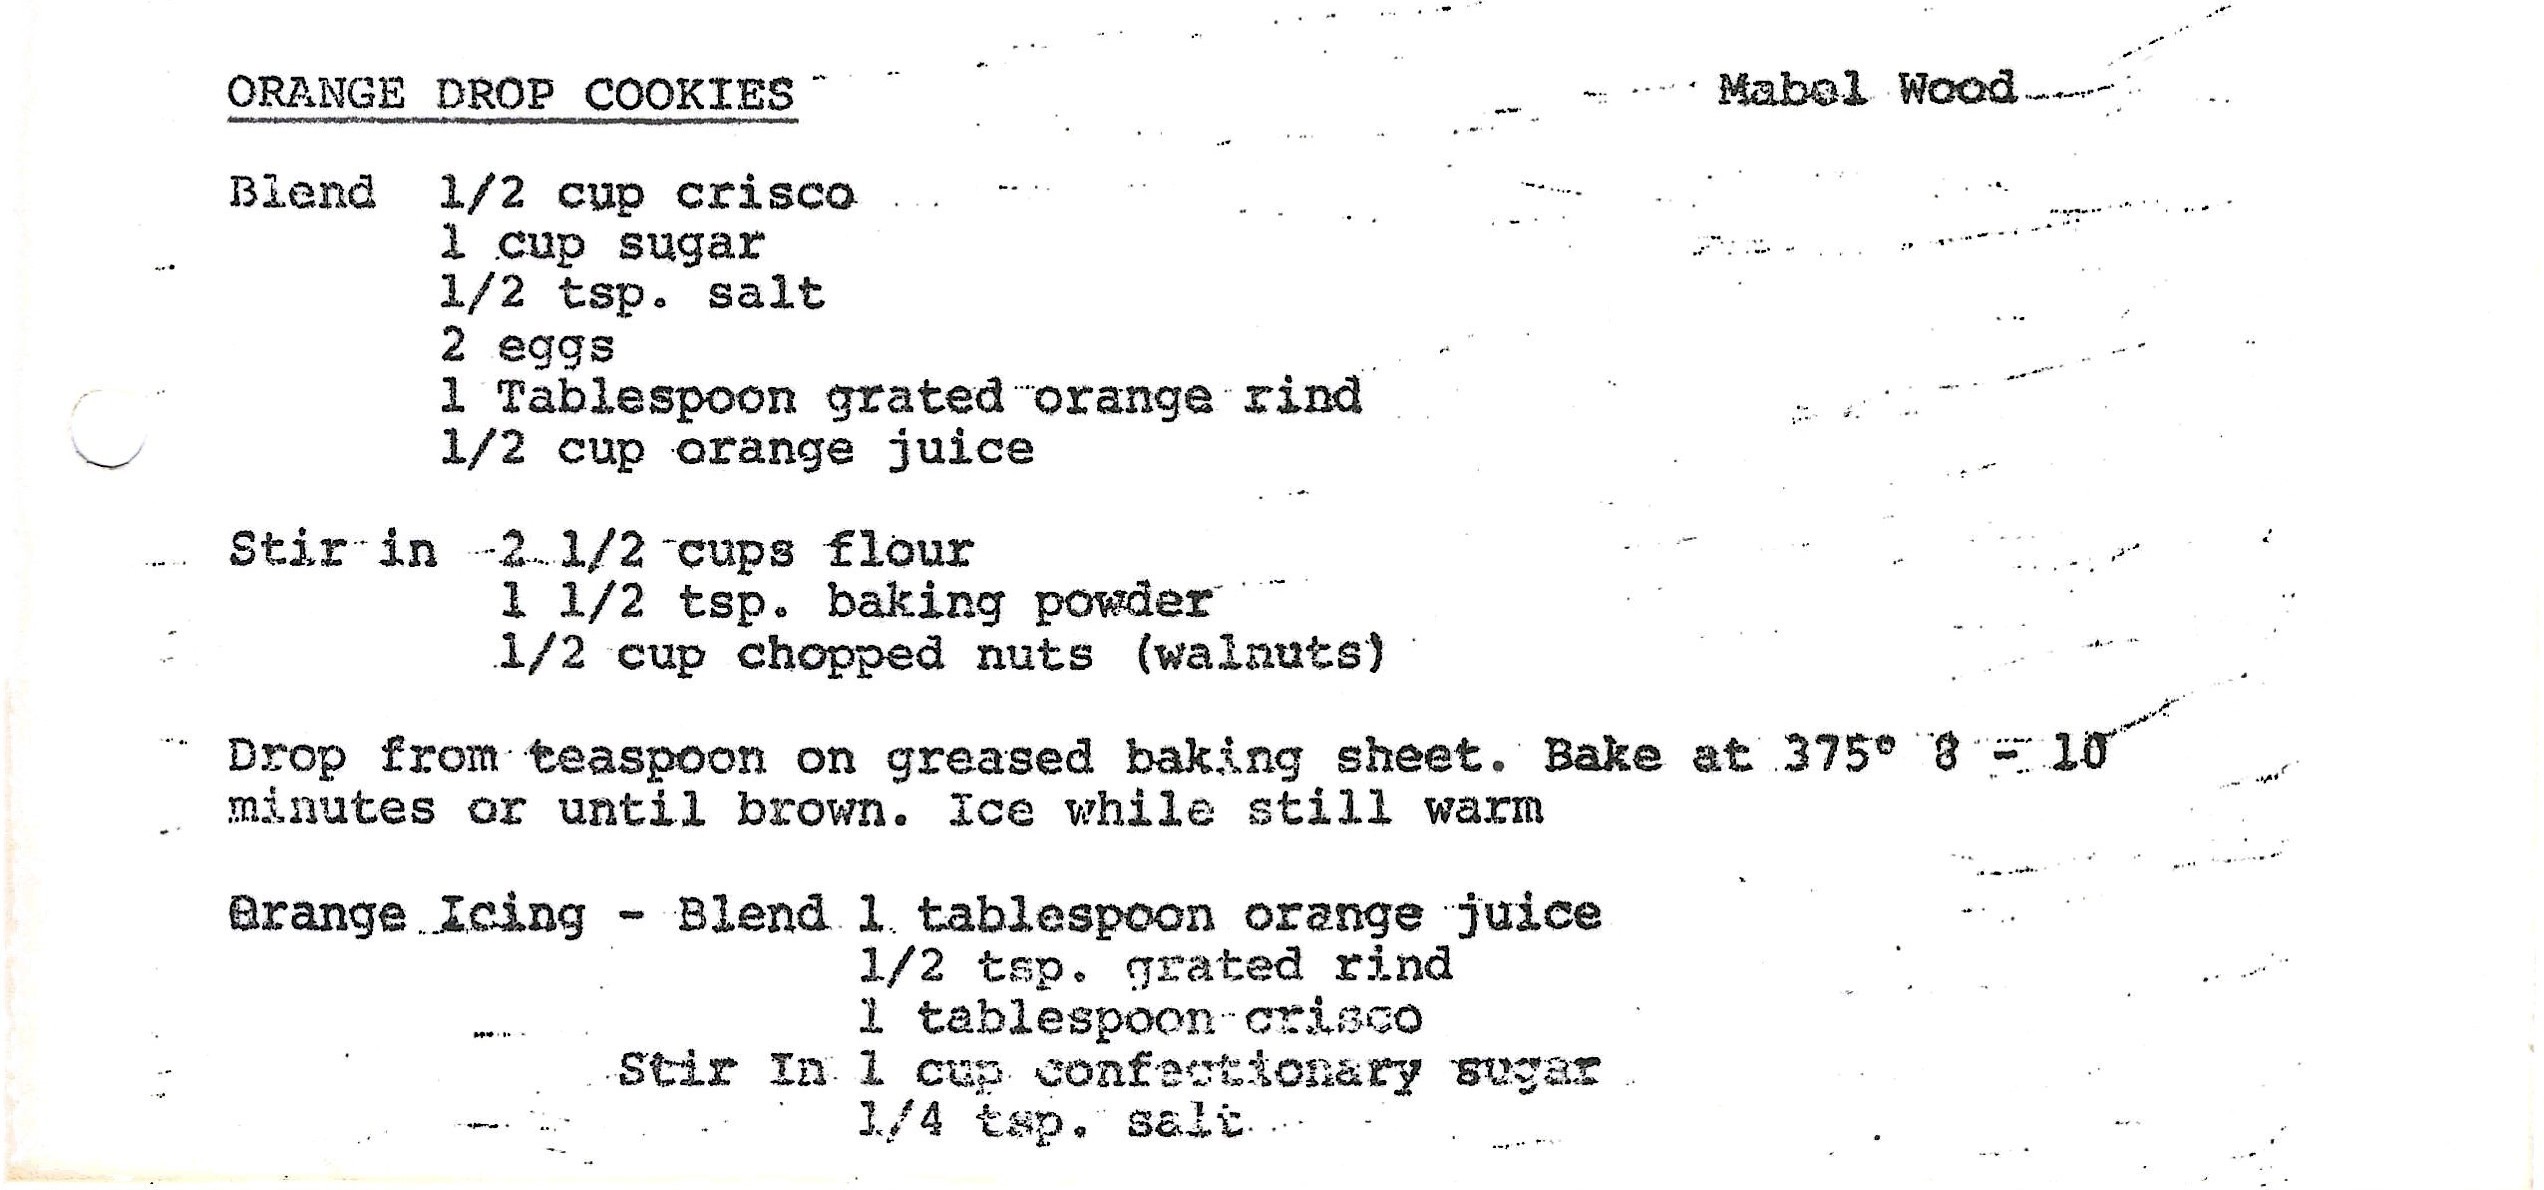 ORANGE DROP COOKIES Mabel Wood
Blend 1/2 cup crisco
1 cup sugar
1/2 tsp. salt
2 eggs
1 Tablespoon grated orange rind
1/2 cup orange juice
Stir in 2 1/2 cups flour
1 1/2 tsp. baking powder
1/2 cup chopped nuts (walnuts)
Drop from teaspoon on greased baking sheet. Bake at 375° 8 - 10
minutes or until brown. Ice while still warm
Orange Icing - Blend 1 tablespoon orange juice
1/2 tsp. grated rind
1 tablespoon crisco
Stir In 1 cup confectionary sugar
1/4 tsp. salt